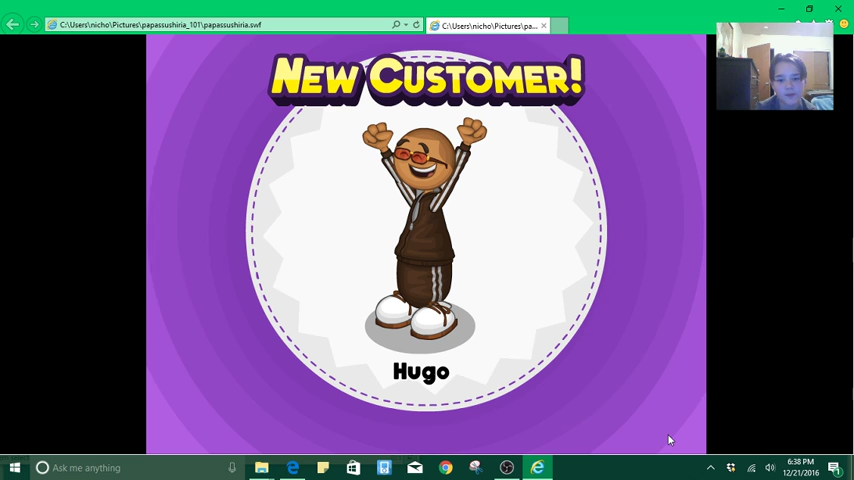 C:\Users\nicho\Pictures\papassushiria_101\papassushiria.swf
C:\Users\nicho\Pictures\pa...
NEW CUSTOMER!
Hugo
Ask me anything
6:38 PM
12/21/2016